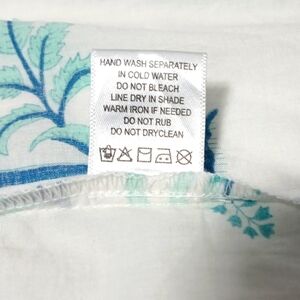 HAND WASH SEPARATELY
IN COLD WATER
DO NOT BLEACH
LINE DRY IN SHADE
WARM IRON IF NEEDED
DO NOT RUB
DO NOT DRYCLEAN